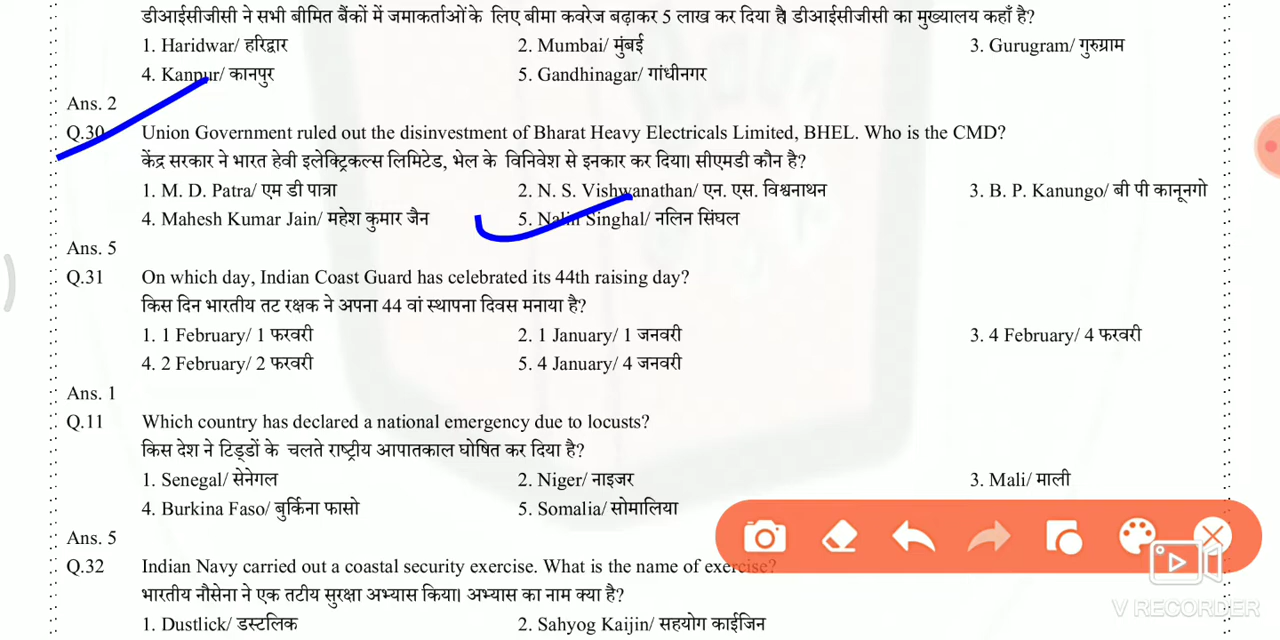 डीआईसीजीसी ने सभी बीमित बैंकों में जमाकर्ताओं के लिए बीमा कवरेज बढ़ाकर 5 लाख कर दिया है। डीआईसीजीसी का मुख्यालय कहाँ है?
1. Haridwar/ हरिद्वार 2. Mumbai/ मुंबई 3. Gurugram/ गुरुग्राम
4. Kanpur/ कानपुर 5. Gandhinagar/ गांधीनगर
Ans. 2
Q.30 Union Government ruled out the disinvestment of Bharat Heavy Electricals Limited, BHEL. Who is the CMD?
केंद्र सरकार ने भारत हेवी इलेक्ट्रिकल्स लिमिटेड, भेल के विनिवेश से इनकार कर दिया। सीएमडी कौन है?
1. M. D. Patra/ एम डी पात्रा 2. N. S. Vishwanathan/ एन. एस. विश्वनाथन 3. B. P. Kanungo/ बी पी कानूनगो
4. Mahesh Kumar Jain/ महेश कुमार जैन 5. Nalin Singhal/ नलिन सिंघल
Ans. 5
Q.31 On which day, Indian Coast Guard has celebrated its 44th raising day?
किस दिन भारतीय तट रक्षक ने अपना 44 वां स्थापना दिवस मनाया है?
1. 1 February/ 1 फरवरी 2. 1 January/ 1 जनवरी 3. 4 February/ 4 फरवरी
4. 2 February/ 2 फरवरी 5. 4 January/ 4 जनवरी
Ans. 1
Q.11 Which country has declared a national emergency due to locusts?
किस देश ने टिड्डों के चलते राष्ट्रीय आपातकाल घोषित कर दिया है?
1. Senegal/ सेनेगल 2. Niger/ नाइजर 3. Mali/ माली
4. Burkina Faso/ बुर्किना फासो 5. Somalia/ सोमालिया
Ans. 5
Q.32 Indian Navy carried out a coastal security exercise. What is the name of exercise?
भारतीय नौसेना ने एक तटीय सुरक्षा अभ्यास किया। अभ्यास का नाम क्या है?
1. Dustlick/ डस्टलिक 2. Sahyog Kaijin/ सहयोग काईजिन
V RECORDER